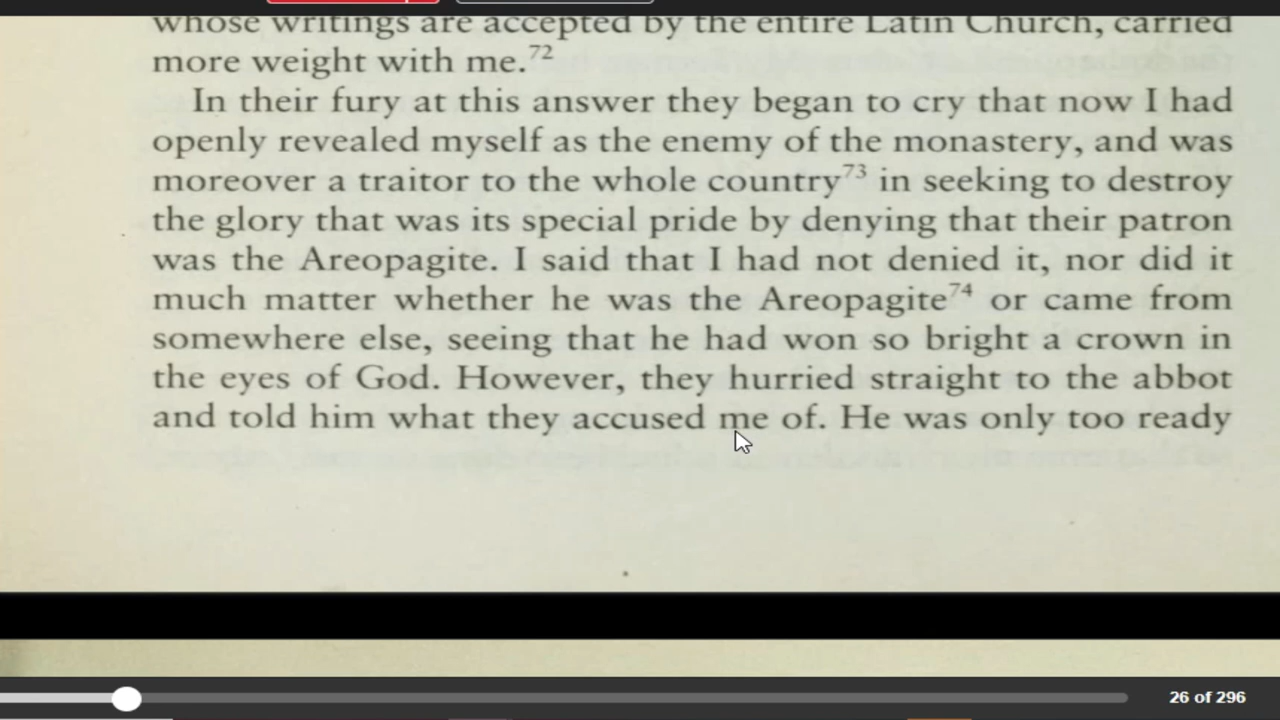 whose writings are accepted by the entire Latin Church, carried
more weight with me.72
In their fury at this answer they began to cry that now I had
openly revealed myself as the enemy of the monastery, and was
moreover a traitor to the whole country73 in seeking to destroy
the glory that was its special pride by denying that their patron
was the Areopagite. I said that I had not denied it, nor did it
much matter whether he was the Areopagite74 or came from
somewhere else, seeing that he had won so bright a crown in
the eyes of God. However, they hurried straight to the abbot
and told him what they accused me of. He was only too ready
26 of 296